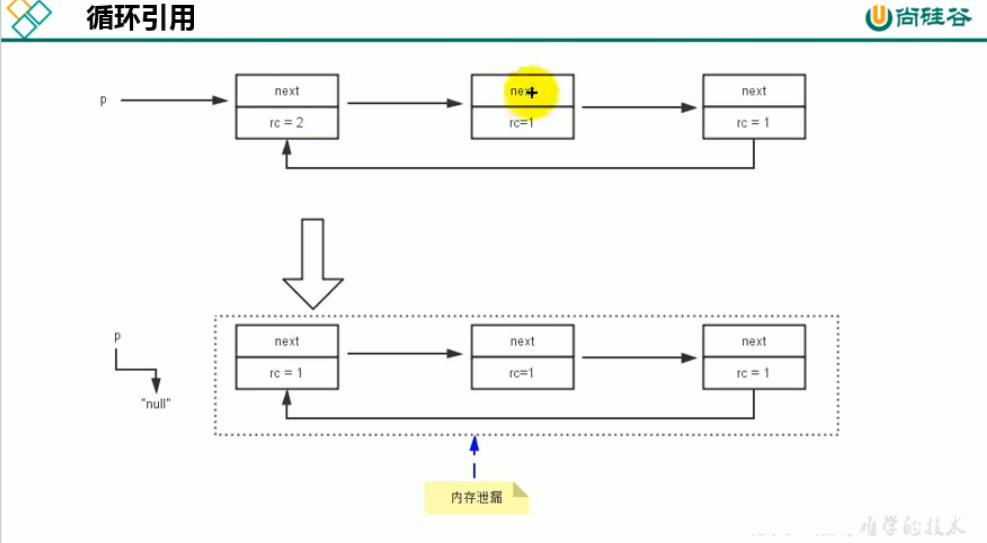 循环引用
尚硅谷
p
next
next
next
rc = 2
rc=1
rc = 1
p
next
next
next
rc = 1
rc=1
rc = 1
"null"
内存泄漏
难学的技术